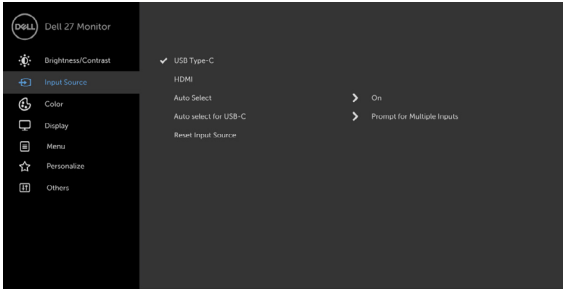 DELL Dell 27 Monitor
Brightness/Contrast
USB Type-C
Input Source
HDMI
Color
Auto Select On
Display
Auto select for USB-C Prompt for Multiple Inputs
Menu
Reset Input Source
Personalize
Others